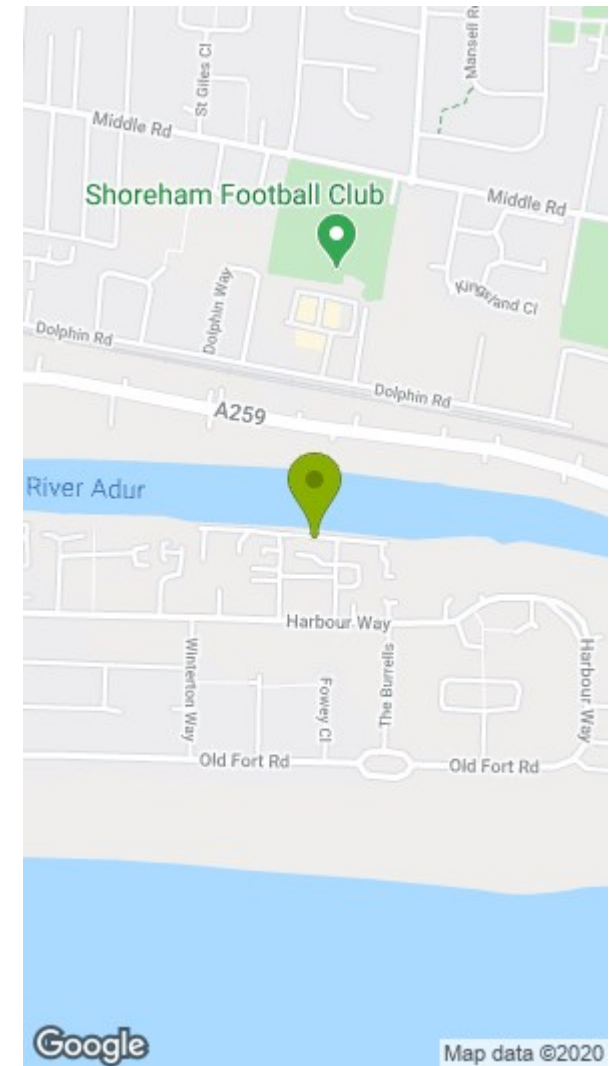 St Giles Cl
Mansell Rd
Middle Rd
Shoreham Football Club
Middle Rd
Dolphin Way
Kingsland Cl
Dolphin Rd
Dolphin Rd
A259
River Adur
Harbour Way
Winterton Way
Fowey Cl
The Burrells
Harbour Way
Old Fort Rd
Old Fort Rd
Google
Map data ©2020